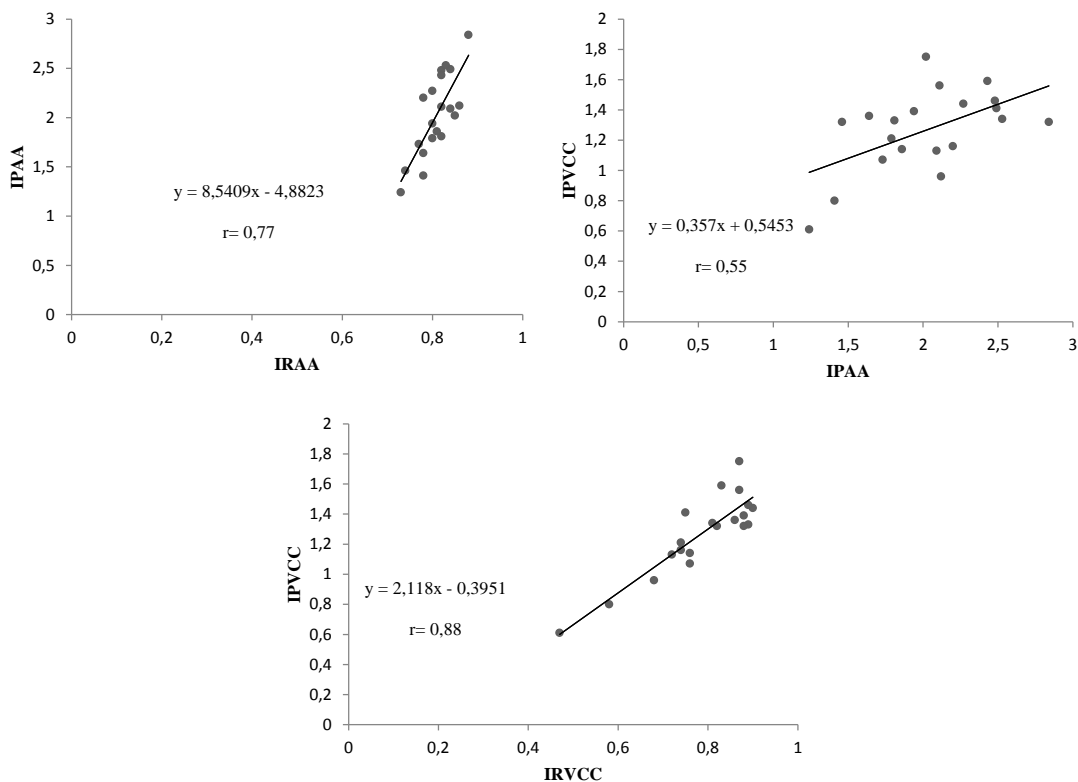 3
2,5
2
1,5
1
0,5
0
IPAA
y = 8,5409x - 4,8823
r= 0,77
0 0,2 0,4 0,6 0,8 1
IRAA
2
1,8
1,6
1,4
1,2
1
0,8
0,6
0,4
0,2
0
IPVCC
y = 0,357x + 0,5453
r= 0,55
0 0,5 1 1,5 2 2,5 3
IPAA
2
1,8
1,6
1,4
1,2
1
0,8
0,6
0,4
0,2
0
IPVCC
y = 2,118x - 0,3951
r= 0,88
0 0,2 0,4 0,6 0,8 1
IRVCC